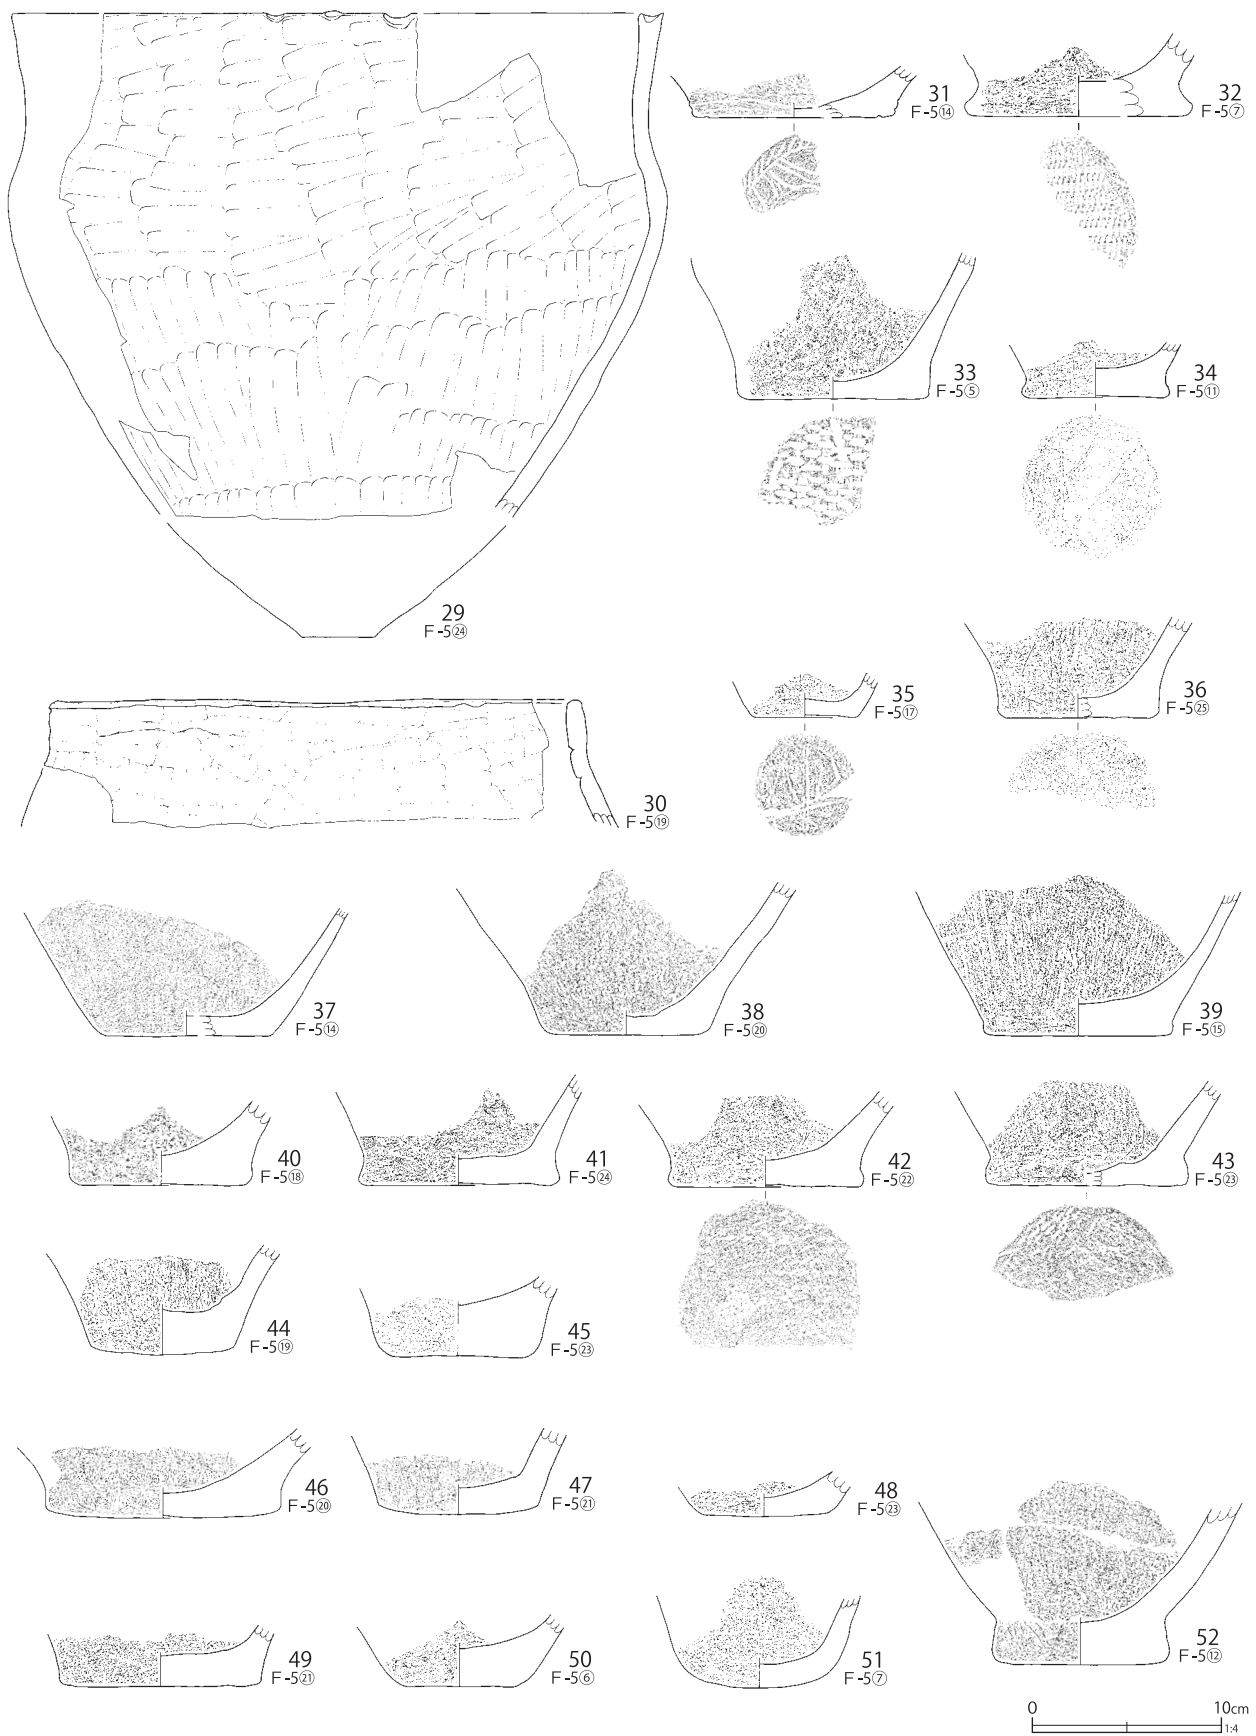 31
F-5⑭
32
F-5⑦
33
F-5⑤
34
F-5⑪
29
F-5㉔
35
F-5⑰
36
F-5㉕
30
F-5⑲
37
F-5⑭
38
F-5⑳
39
F-5⑮
40
F-5⑱
41
F-5㉔
42
F-5㉒
43
F-5㉓
44
F-5⑲
45
F-5㉓
46
F-5⑳
47
F-5㉑
48
F-5㉓
49
F-5㉑
50
F-5⑥
51
F-5⑦
52
F-5⑫
0 10cm
1:4